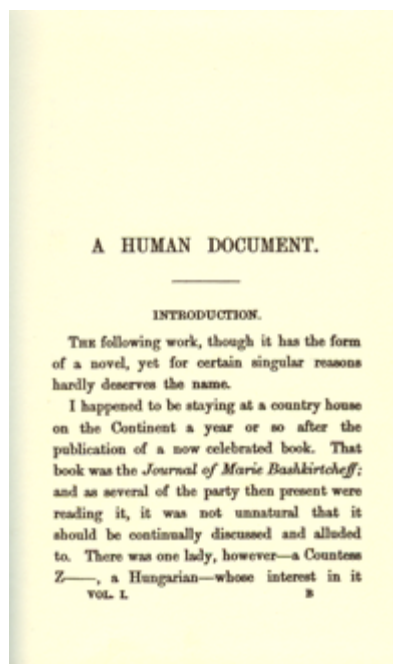 A HUMAN DOCUMENT.
INTRODUCTION.
THE following work, though it has the form
of a novel, yet for certain singular reasons
hardly deserves the name.
I happened to be staying at a country house
on the Continent a year or so after the
publication of a now celebrated book. That
book was the Journal of Marie Bashkirtcheff;
and as several of the party then present were
reading it, it was not unnatural that it
should be continually discussed and alluded
to. There was one lady, however—a Countess
Z——, a Hungarian—whose interest in it
VOL. I. B